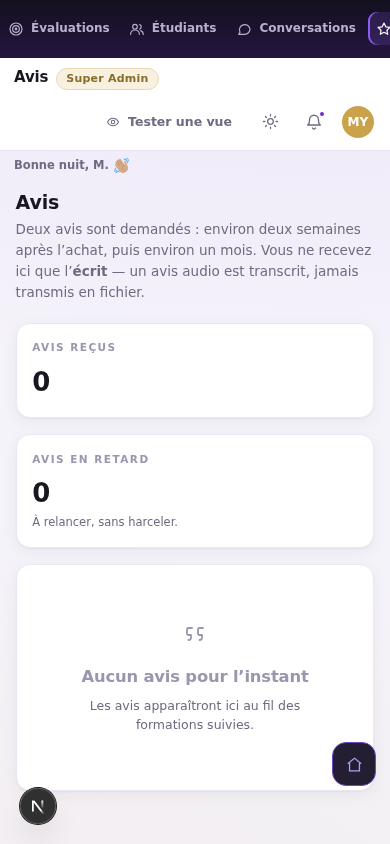 Évaluations Étudiants Conversations
Avis Super Admin
Tester une vue MY
Bonne nuit, M. 👋🏽
Avis
Deux avis sont demandés : environ deux semaines
après l’achat, puis environ un mois. Vous ne recevez
ici que l’écrit — un avis audio est transcrit, jamais
transmis en fichier.
AVIS REÇUS
0
AVIS EN RETARD
0
À relancer, sans harceler.
Aucun avis pour l’instant
Les avis apparaîtront ici au fil des
formations suivies.
N